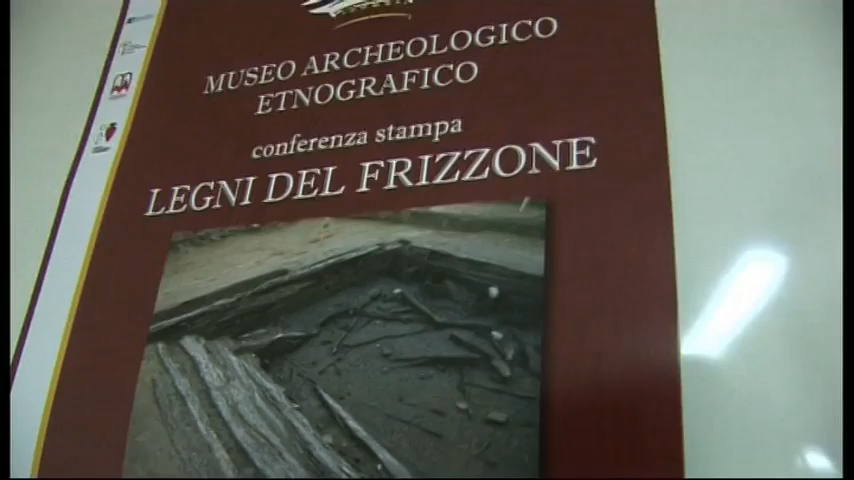 MUSEO ARCHEOLOGICO
ETNOGRAFICO
conferenza stampa
LEGNI DEL FRIZZONE